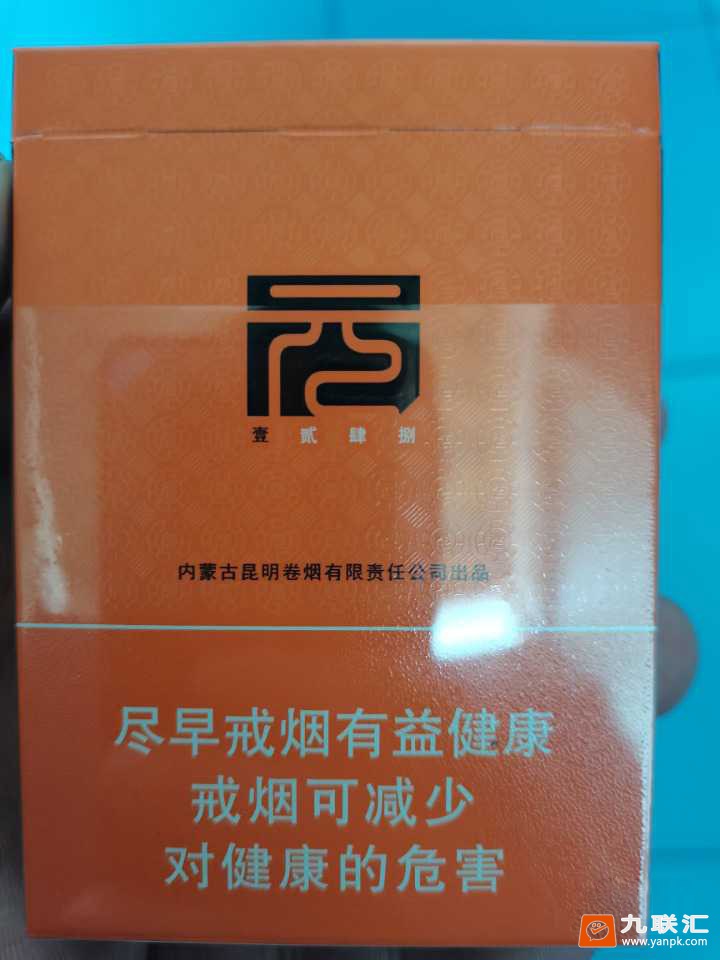 壹 贰 肆 捌
内蒙古昆明卷烟有限责任公司出品
尽早戒烟有益健康
戒烟可减少
对健康的危害
九联汇
www.yanpk.com